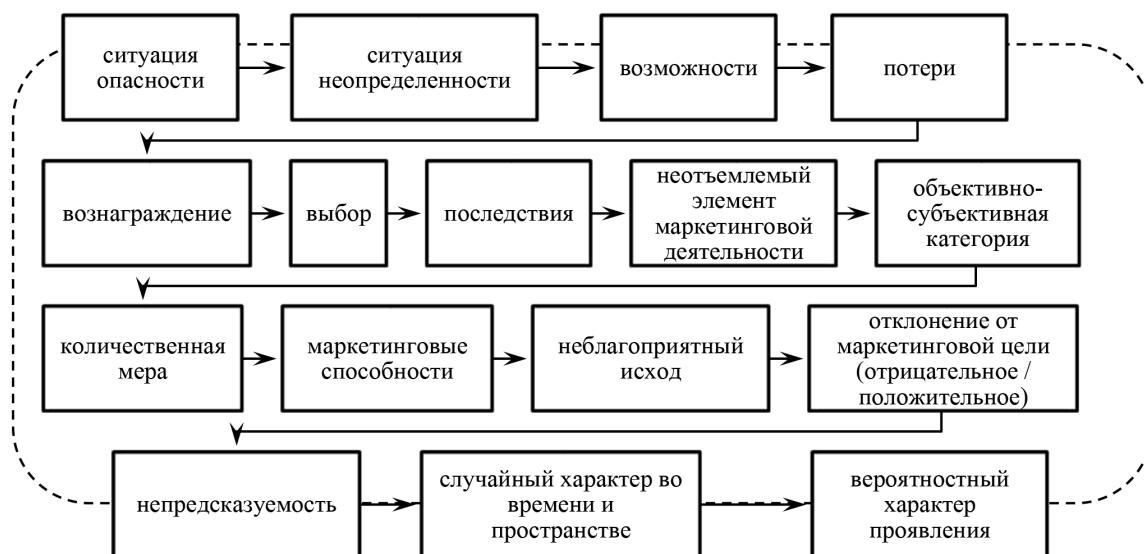 ситуация
опасности
ситуация
неопределенности
возможности
потери
вознаграждение
выбор
последствия
неотъемлемый
элемент
маркетинговой
деятельности
объективно-
субъективная
категория
количественная
мера
маркетинговые
способности
неблагоприятный
исход
отклонение от
маркетинговой цели
(отрицательное /
положительное)
непредсказуемость
случайный характер во
времени и
пространстве
вероятностный
характер
проявления